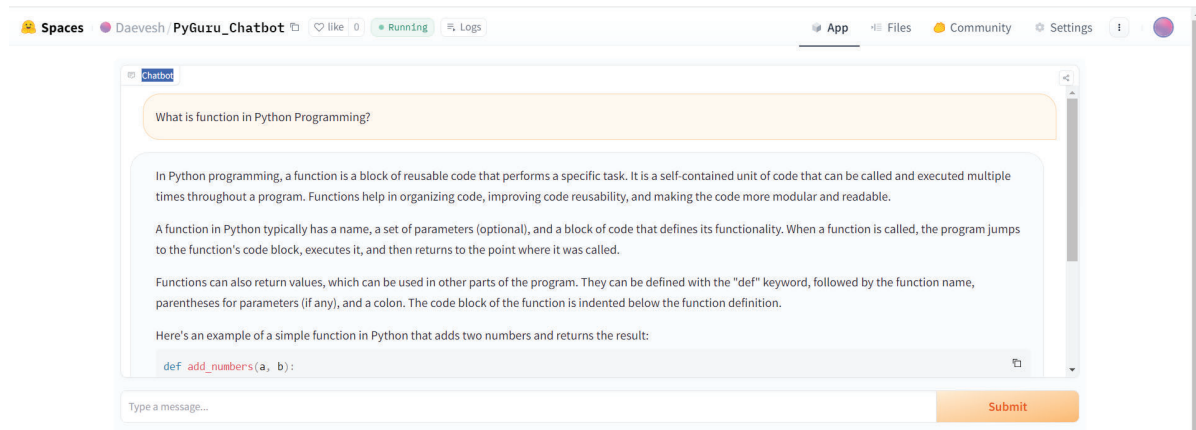 Spaces Daevesh/PyGuru_Chatbot like 0 Running Logs App Files Community Settings
Chatbot
What is function in Python Programming?
In Python programming, a function is a block of reusable code that performs a specific task. It is a self-contained unit of code that can be called and executed multiple
times throughout a program. Functions help in organizing code, improving code reusability, and making the code more modular and readable.
A function in Python typically has a name, a set of parameters (optional), and a block of code that defines its functionality. When a function is called, the program jumps
to the function's code block, executes it, and then returns to the point where it was called.
Functions can also return values, which can be used in other parts of the program. They can be defined with the "def" keyword, followed by the function name,
parentheses for parameters (if any), and a colon. The code block of the function is indented below the function definition.
Here's an example of a simple function in Python that adds two numbers and returns the result:
def add_numbers(a, b):
Type a message... Submit